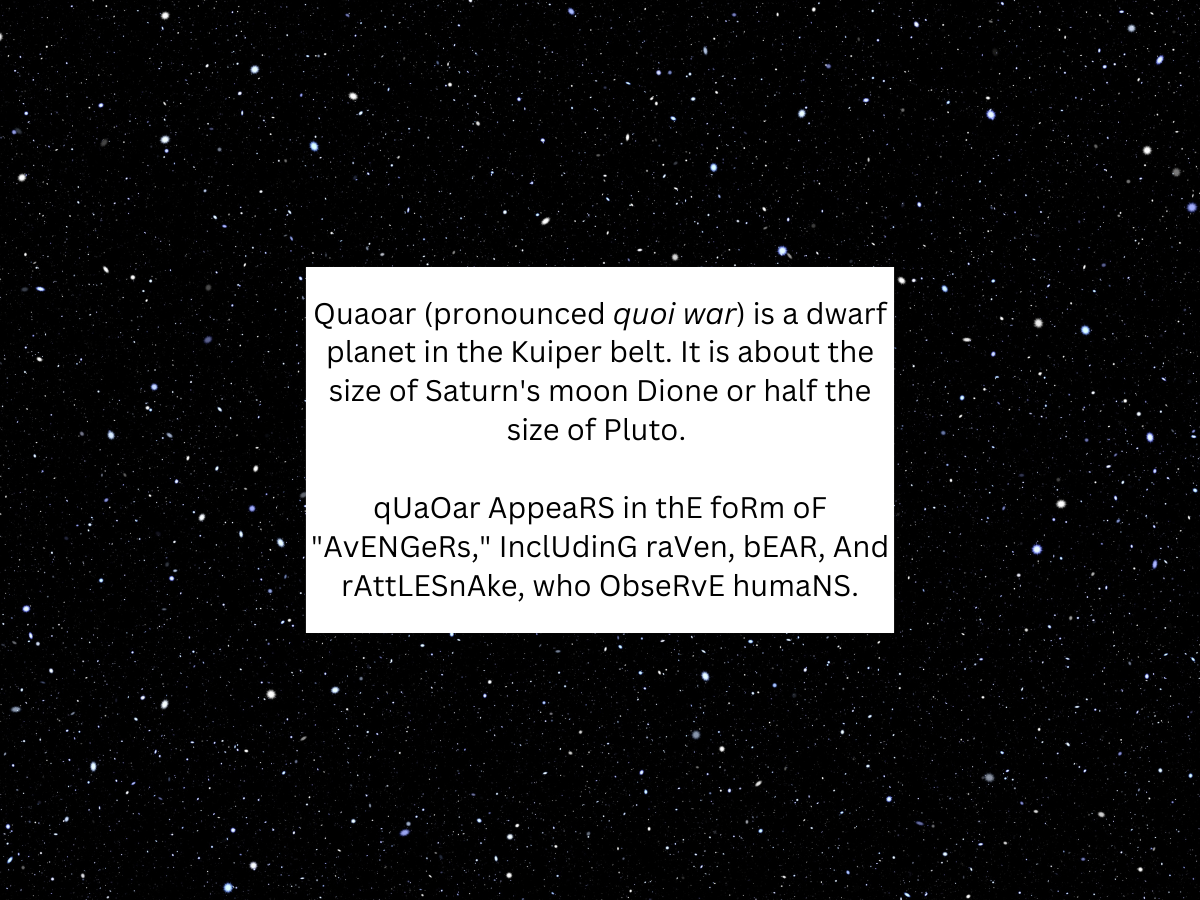 Quaoar (pronounced quoi war) is a dwarf
planet in the Kuiper belt. It is about the
size of Saturn's moon Dione or half the
size of Pluto.
qUaOar AppeaRS in thE foRm oF
"AvENGeRs," InclUdinG raVen, bEAR, And
rAttLESnAke, who ObseRvE humaNS.